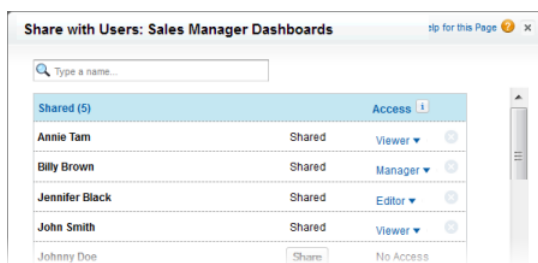 Share with Users: Sales Manager Dashboards
elp for this Page ? x
Type a name...
Shared (5) Access i
Annie Tam Shared Viewer
Billy Brown Shared Manager
Jennifer Black Shared Editor
John Smith Shared Viewer
Johnny Doe Share No Access